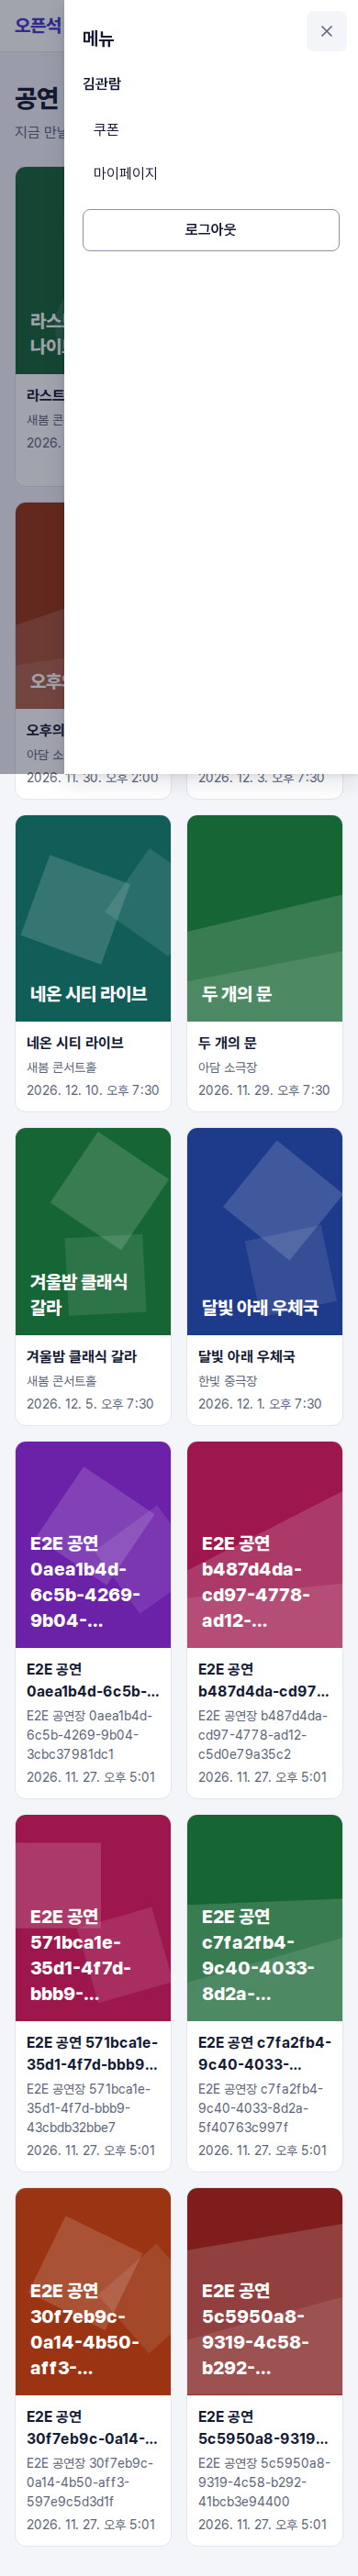 오픈석
메뉴
김관람
쿠폰
마이페이지
로그아웃
공연
지금 만날
라스트
나이트
라스트
새봄 콘
2026.
오후의
오후의
아담 소
2026. 11. 30. 오후 2:00
2026. 12. 3. 오후 7:30
네온 시티 라이브
네온 시티 라이브
새봄 콘서트홀
2026. 12. 10. 오후 7:30
두 개의 문
두 개의 문
아담 소극장
2026. 11. 29. 오후 7:30
겨울밤 클래식
갈라
겨울밤 클래식 갈라
새봄 콘서트홀
2026. 12. 5. 오후 7:30
달빛 아래 우체국
달빛 아래 우체국
한빛 중극장
2026. 12. 1. 오후 7:30
E2E 공연
0aea1b4d-
6c5b-4269-
9b04-...
E2E 공연
0aea1b4d-6c5b-...
E2E 공연장 0aea1b4d-
6c5b-4269-9b04-
3cbc37981dc1
2026. 11. 27. 오후 5:01
E2E 공연
b487d4da-
cd97-4778-
ad12-...
E2E 공연
b487d4da-cd97...
E2E 공연장 b487d4da-
cd97-4778-ad12-
c5d0e79a35c2
2026. 11. 27. 오후 5:01
E2E 공연
571bca1e-
35d1-4f7d-
bbb9-...
E2E 공연 571bca1e-
35d1-4f7d-bbb9...
E2E 공연장 571bca1e-
35d1-4f7d-bbb9-
43cbdb32bbe7
2026. 11. 27. 오후 5:01
E2E 공연
c7fa2fb4-
9c40-4033-
8d2a-...
E2E 공연 c7fa2fb4-
9c40-4033-...
E2E 공연장 c7fa2fb4-
9c40-4033-8d2a-
5f40763c997f
2026. 11. 27. 오후 5:01
E2E 공연
30f7eb9c-
0a14-4b50-
aff3-...
E2E 공연
30f7eb9c-0a14-...
E2E 공연장 30f7eb9c-
0a14-4b50-aff3-
597e9c5d3d1f
2026. 11. 27. 오후 5:01
E2E 공연
5c5950a8-
9319-4c58-
b292-...
E2E 공연
5c5950a8-9319...
E2E 공연장 5c5950a8-
9319-4c58-b292-
41bcb3e94400
2026. 11. 27. 오후 5:01